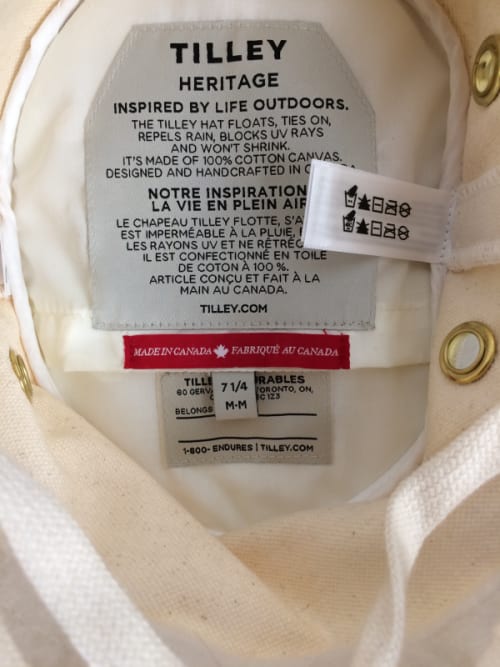 TILLEY
HERITAGE
INSPIRED BY LIFE OUTDOORS.
THE TILLEY HAT FLOATS, TIES ON,
REPELS RAIN, BLOCKS UV RAYS
AND WON'T SHRINK.
IT'S MADE OF 100% COTTON CANVAS.
DESIGNED AND HANDCRAFTED IN
NOTRE INSPIRATION
LA VIE EN PLEIN AIR
LE CHAPEAU TILLEY FLOTTE,
EST IMPERMÉABLE À LA PLUIE,
LES RAYONS UV ET NE
IL EST CONFECTIONNÉ EN TOILE
DE COTON À 100 %.
ARTICLE CONÇU ET FAIT À LA
MAIN AU CANADA.
TILLEY.COM
MADE IN CANADA FABRIQUÉ AU CANADA
7 1/4
M-M
60 TORONTO, ON,
BELONGS
1-800- ENDURES | TILLEY.COM